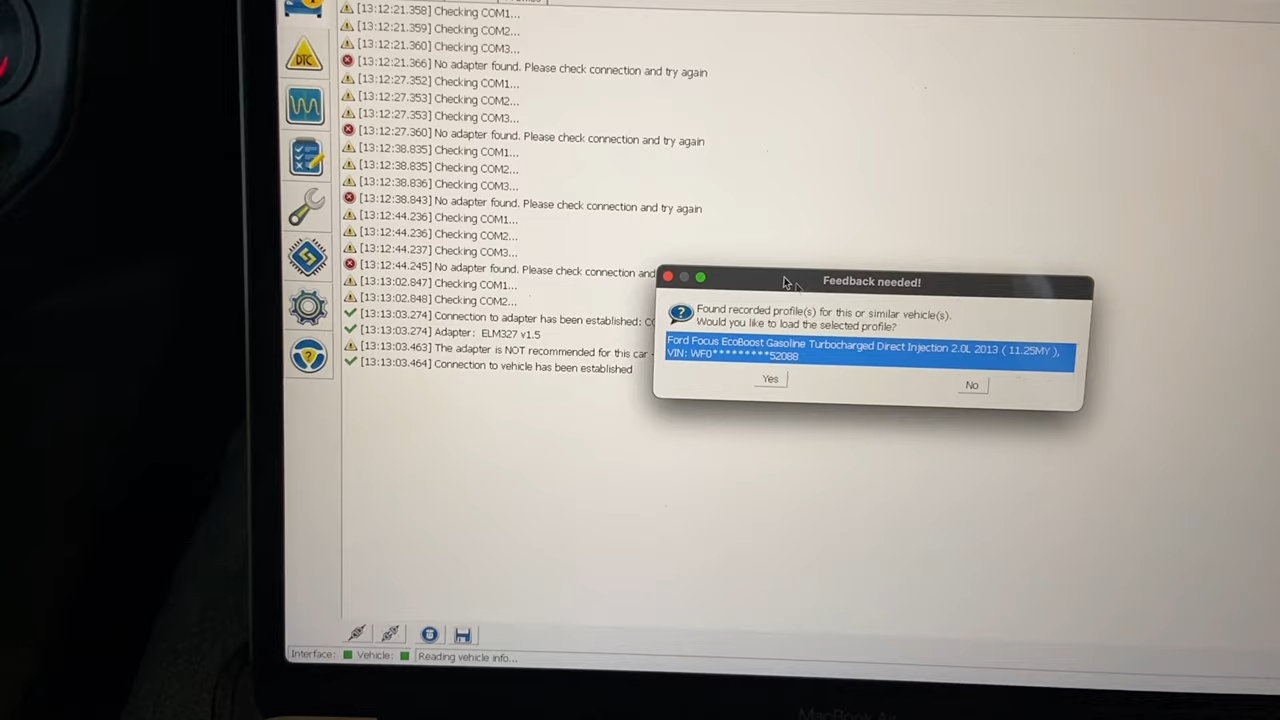 [13:12:21.358] Checking COM1...
[13:12:21.359] Checking COM2...
[13:12:21.360] Checking COM3...
[13:12:21.366] No adapter found. Please check connection and try again
[13:12:27.352] Checking COM1...
[13:12:27.353] Checking COM2...
[13:12:27.353] Checking COM3...
[13:12:27.360] No adapter found. Please check connection and try again
[13:12:38.835] Checking COM1...
[13:12:38.835] Checking COM2...
[13:12:38.836] Checking COM3...
[13:12:38.843] No adapter found. Please check connection and try again
[13:12:44.236] Checking COM1...
[13:12:44.236] Checking COM2...
[13:12:44.237] Checking COM3...
[13:12:44.245] No adapter found. Please check connection and
[13:13:02.847] Checking COM1...
[13:13:02.848] Checking COM2...
[13:13:03.274] Connection to adapter has been established:
[13:13:03.274] Adapter: ELM327 v1.5
[13:13:03.463] The adapter is NOT recommended for this car -
[13:13:03.464] Connection to vehicle has been established
DTC
Feedback needed!
Found recorded profile(s) for this or similar vehicle(s).
Would you like to load the selected profile?
Ford Focus EcoBoost Gasoline Turbocharged Direct Injection 2.0L 2013 ( 11.25MY ),
VIN: WF0*********52088
Yes
No
Interface: Vehicle: Reading vehicle info...
MacBook